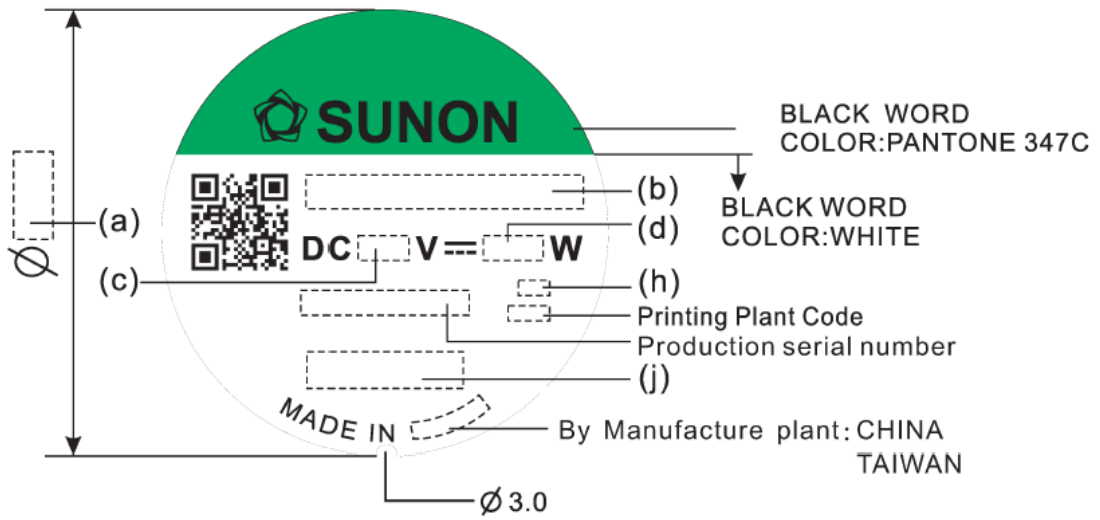 SUNON
BLACK WORD
COLOR:PANTONE 347C
(b)
(a)
BLACK WORD
COLOR:WHITE
(d)
DC V W
Ø
(c)
(h)
Printing Plant Code
Production serial number
(j)
MADE IN
By Manufacture plant: CHINA
TAIWAN
Ø 3.0